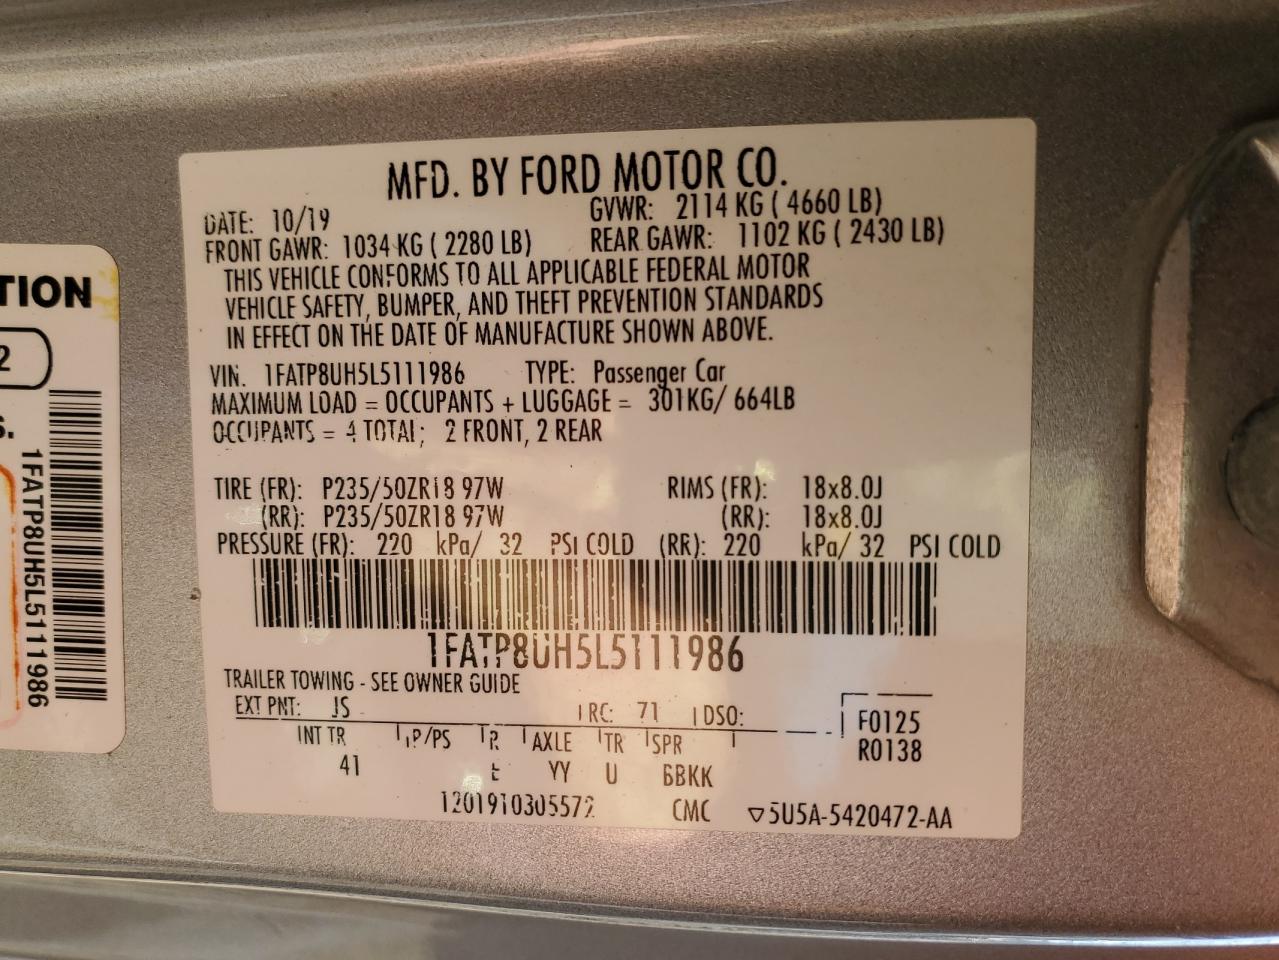 MFD. BY FORD MOTOR CO.
DATE: 10/19 GVWR: 2114 KG ( 4660 LB)
FRONT GAWR: 1034 KG ( 2280 LB) REAR GAWR: 1102 KG ( 2430 LB)
THIS VEHICLE CONFORMS TO ALL APPLICABLE FEDERAL MOTOR
VEHICLE SAFETY, BUMPER, AND THEFT PREVENTION STANDARDS
IN EFFECT ON THE DATE OF MANUFACTURE SHOWN ABOVE.
VIN. 1FATP8UH5L5111986 TYPE: Passenger Car
MAXIMUM LOAD = OCCUPANTS + LUGGAGE = 301KG/ 664LB
OCCUPANTS = 4 TOTAL; 2 FRONT, 2 REAR
TIRE (FR): P235/50ZR18 97W RIMS (FR): 18x8.0J
(RR): P235/50ZR18 97W (RR): 18x8.0J
PRESSURE (FR): 220 kPa/ 32 PSI COLD (RR): 220 kPa/ 32 PSI COLD
1FATP8UH5L5111986
TRAILER TOWING - SEE OWNER GUIDE
EXT PNT: JS RC: 71 DSO:
F0125
INT TR TP/PS R AXLE TR SPR
R0138
41 YY U BBKK
1201910305572 CMC ▽5U5A-5420472-AA
TION
2
S.
1FATP8UH5L5111986